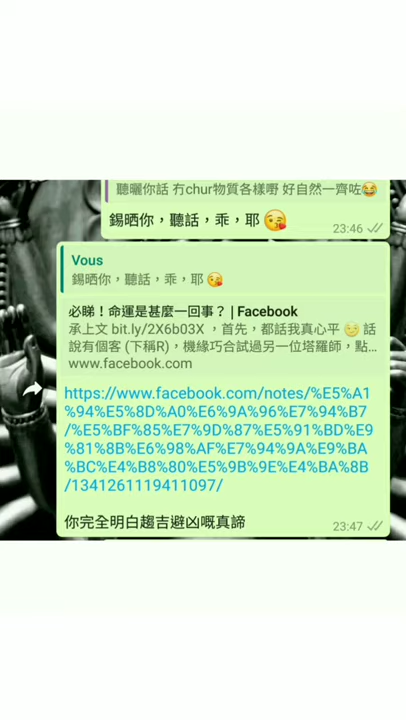 聽曬你話 冇chur物質各樣嘢 好自然一齊咗😂
錫晒你，聽話，乖，耶 😘
23:46
Vous
錫晒你，聽話，乖，耶 😘
必睇！命運是甚麼一回事？ | Facebook
承上文 bit.ly/2X6b03X ，首先，都話我真心平 😌 話
說有個客 (下稱R)，機緣巧合試過另一位塔羅師，點...
www.facebook.com
https://www.facebook.com/notes/%E5%A1
%94%E5%8D%A0%E6%9A%96%E7%94%B7
/%E5%BF%85%E7%9D%87%E5%91%BD%E9
%81%8B%E6%98%AF%E7%94%9A%E9%BA
%BC%E4%B8%80%E5%9B%9E%E4%BA%8B
/1341261119411097/
你完全明白趨吉避凶嘅真諦
23:47